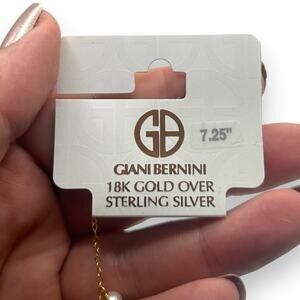 GB
7.25"
GIANI BERNINI
18K GOLD OVER
STERLING SILVER